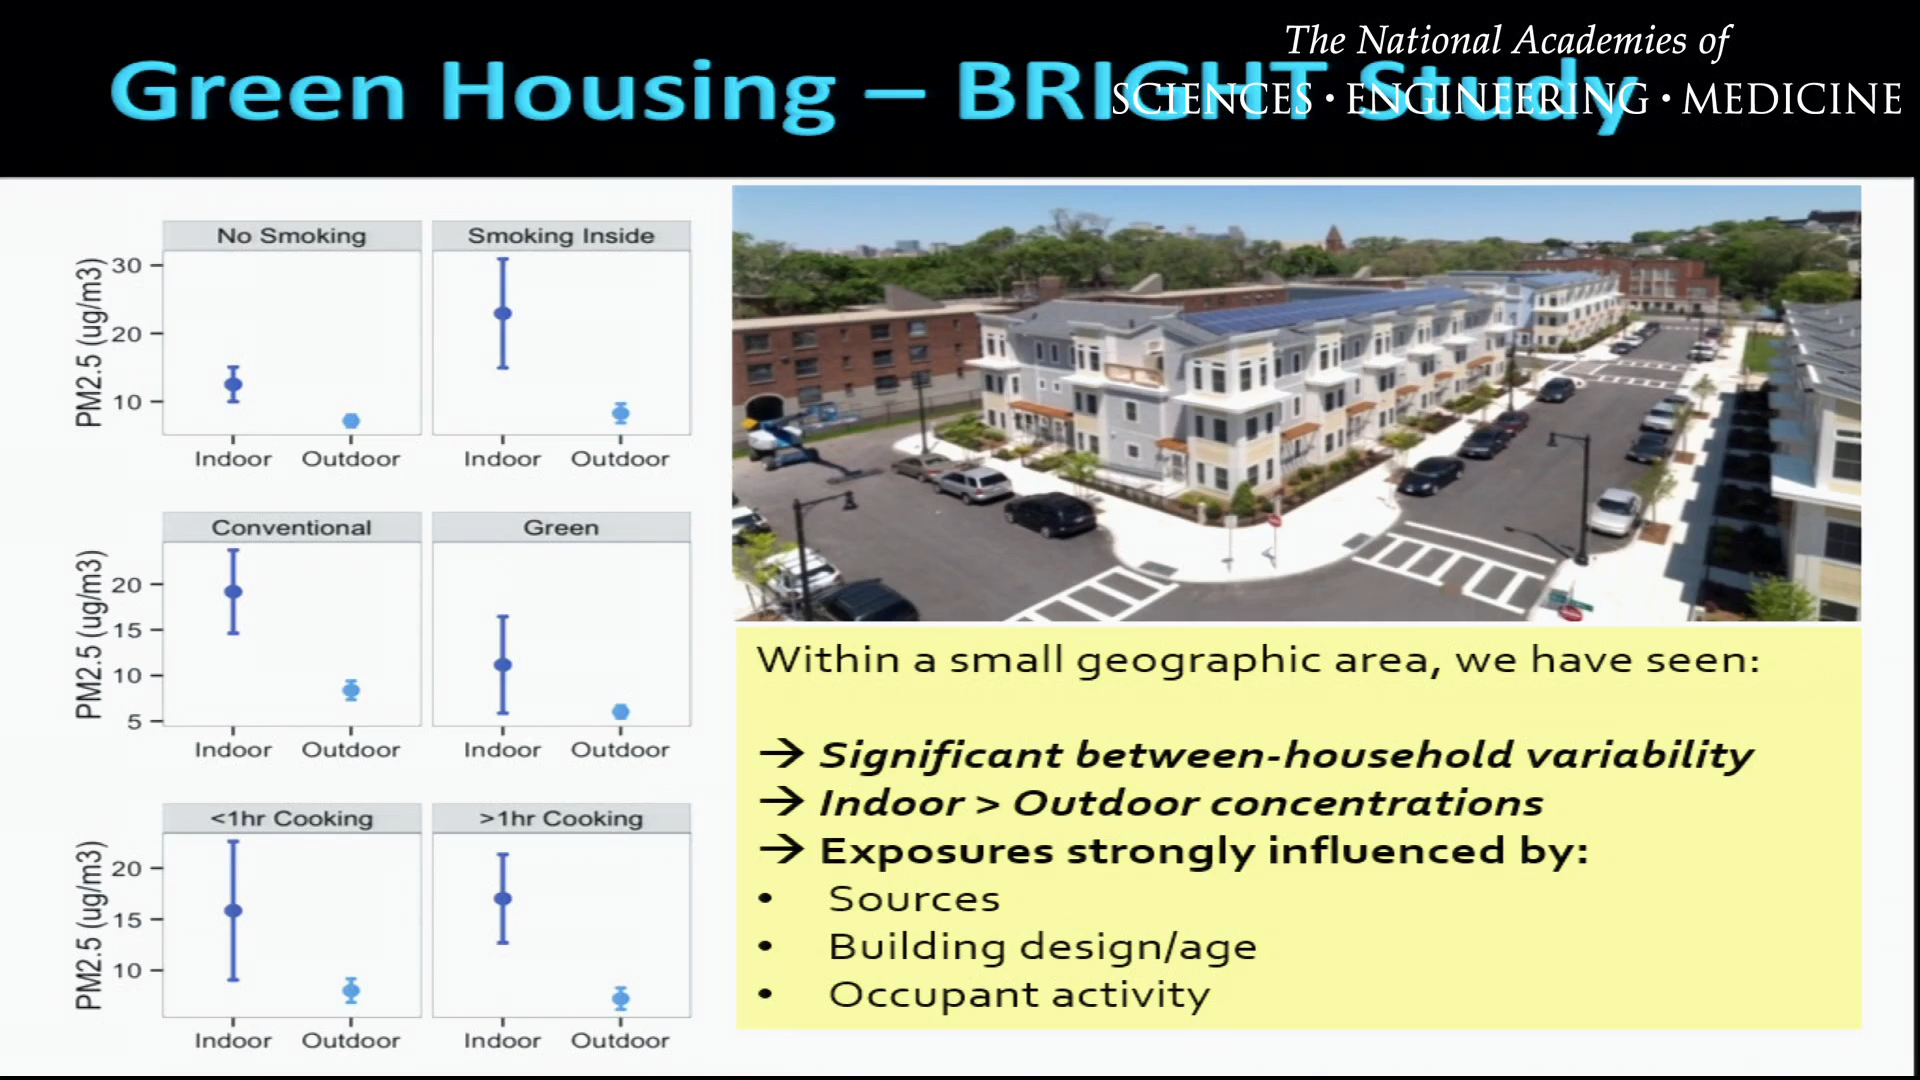 The National Academies of
SCIENCES • ENGINEERING • MEDICINE
Green Housing – BRIGHT Study
No Smoking
Smoking Inside
PM2.5 (ug/m3)
30
20
10
Indoor
Outdoor
Indoor
Outdoor
Conventional
Green
PM2.5 (ug/m3)
20
15
10
5
Indoor
Outdoor
Indoor
Outdoor
<1hr Cooking
>1hr Cooking
PM2.5 (ug/m3)
20
15
10
Indoor
Outdoor
Indoor
Outdoor
Within a small geographic area, we have seen:
→ Significant between-household variability
→ Indoor > Outdoor concentrations
→ Exposures strongly influenced by:
• Sources
• Building design/age
• Occupant activity